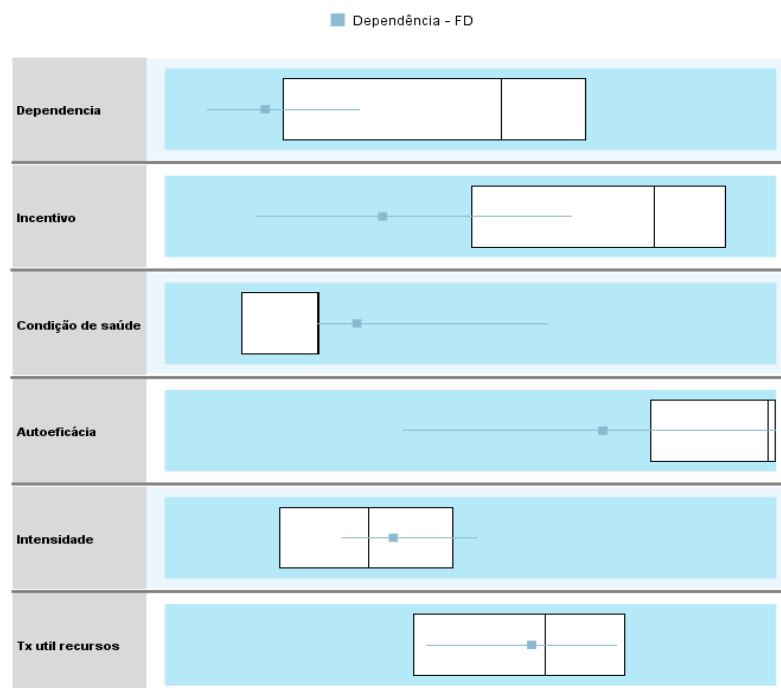 Dependência - FD
Dependencia
Incentivo
Condição de saúde
Autoeficácia
Intensidade
Tx util recursos